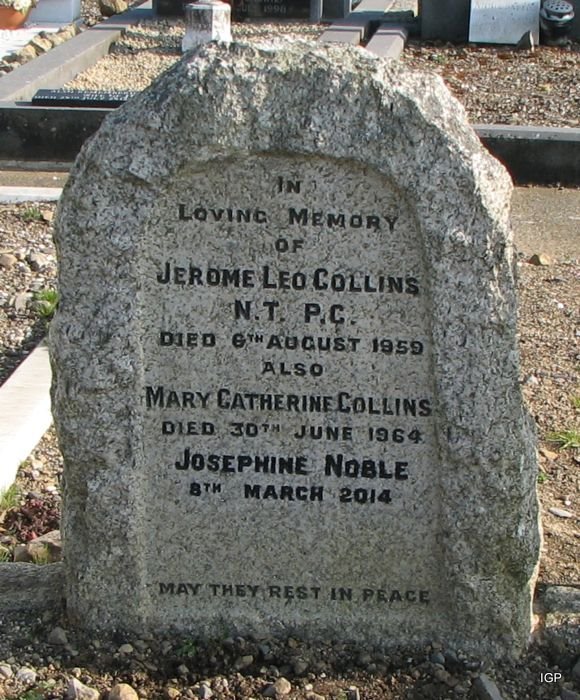 IN
LOVING MEMORY
OF
JEROME LEO COLLINS
N.T. P.C.
DIED 6TH AUGUST 1959
ALSO
MARY CATHERINE COLLINS
DIED 30TH JUNE 1964
JOSEPHINE NOBLE
8TH MARCH 2014
MAY THEY REST IN PEACE
IGP